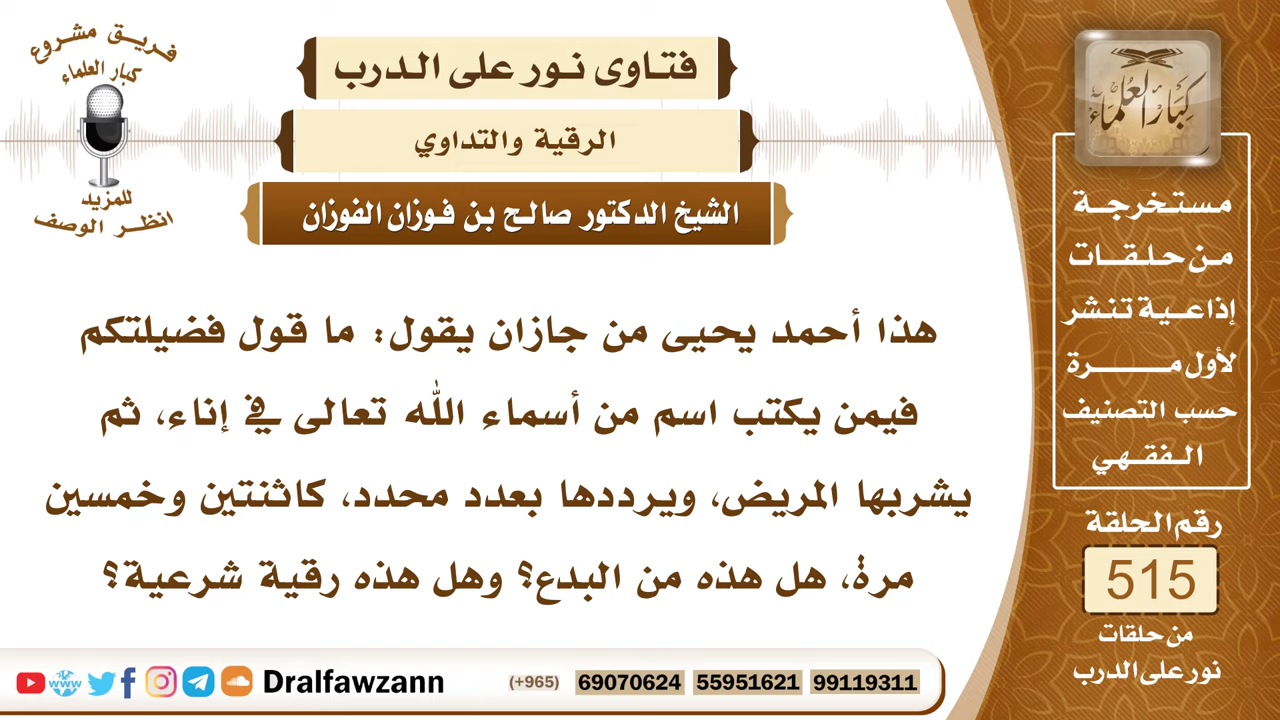 فريق مشروع
كبار العلماء
للمزيد
انظر الوصف
فتاوى نور على الدرب
الرقية والتداوي
الشيخ الدكتور صالح بن فوزان الفوزان
هذا أحمد يحيى من جازان يقول: ما قول فضيلتكم
فيمن يكتب اسم من أسماء الله تعالى في إناء، ثم
يشربها المريض، ويرددها بعدد محدد، كاثنتين وخمسين
مرة، هل هذه من البدع؟ وهل هذه رقية شرعية؟
كبار العلماء
مستخرجة
من حلقات
إذاعية تنشر
لأول مرة
حسب التصنيف
الفقهي
رقم الحلقة
515
من حلقات
نور على الدرب
www Dralfawzann (+965) 69070624 55951621 99119311